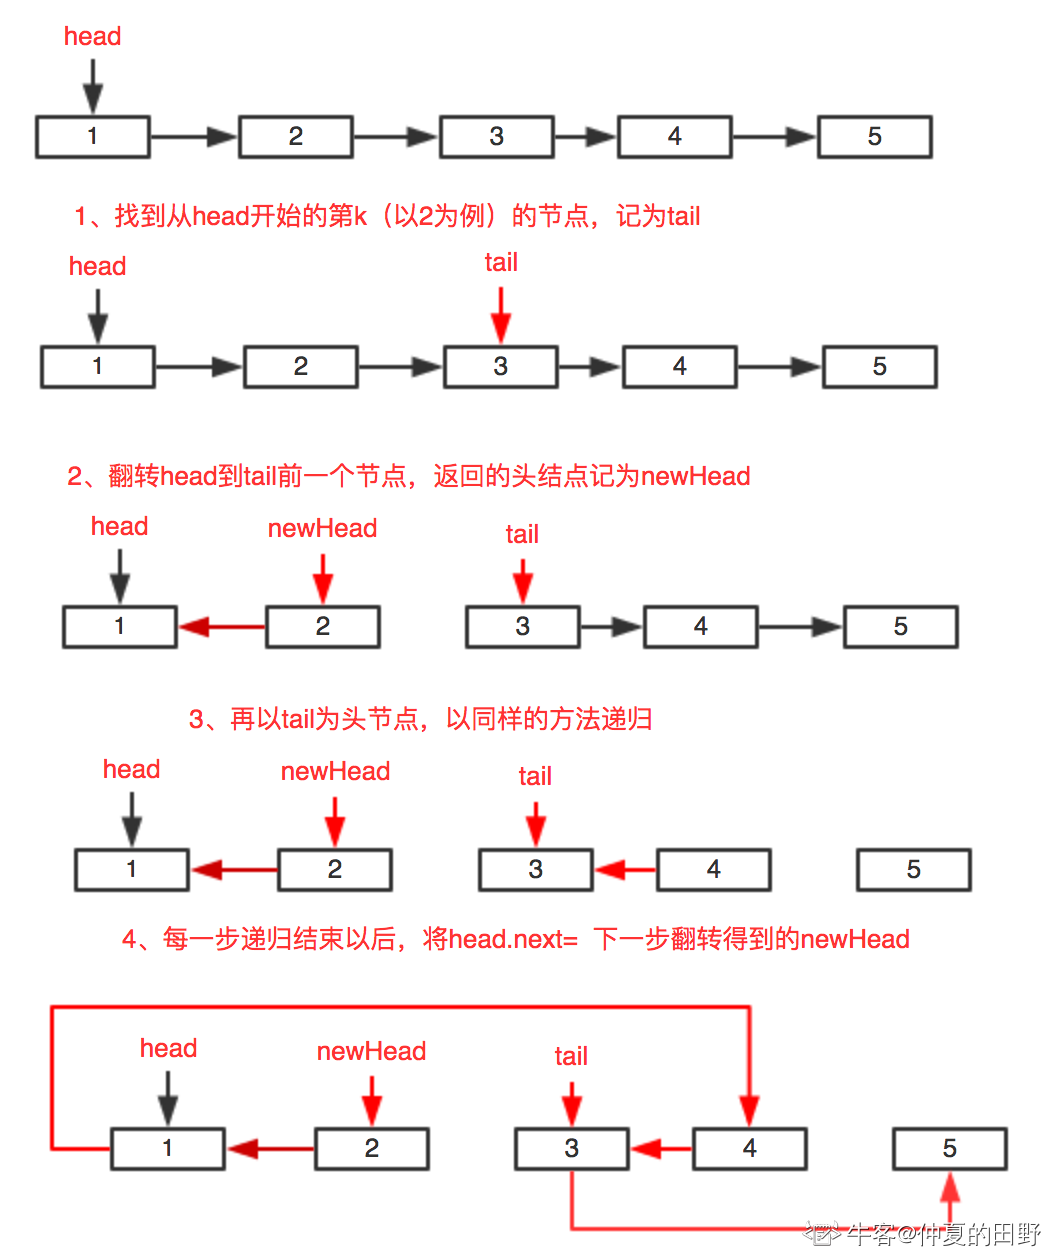 head
1 2 3 4 5
1、找到从head开始的第k（以2为例）的节点，记为tail
head tail
1 2 3 4 5
2、翻转head到tail前一个节点，返回的头结点记为newHead
head newHead tail
1 2 3 4 5
3、再以tail为头节点，以同样的方法递归
head newHead tail
1 2 3 4 5
4、每一步递归结束以后，将head.next= 下一步翻转得到的newHead
head newHead tail
1 2 3 4 5
牛客@仲夏的田野